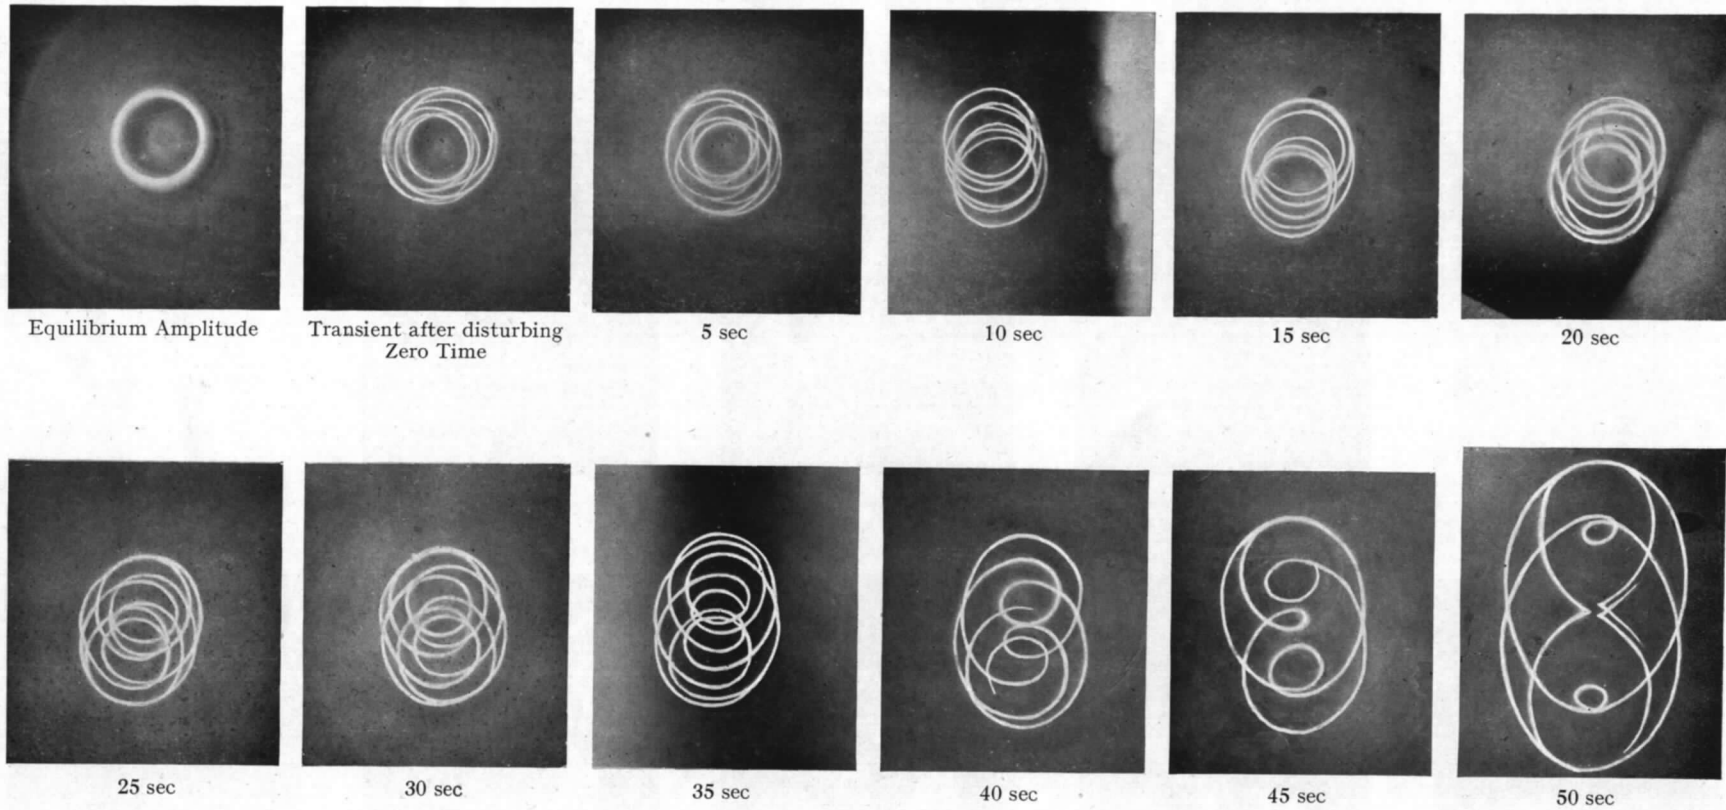 Equilibrium Amplitude
Transient after disturbing
Zero Time
5 sec
10 sec
15 sec
20 sec
25 sec
30 sec
35 sec
40 sec
45 sec
50 sec